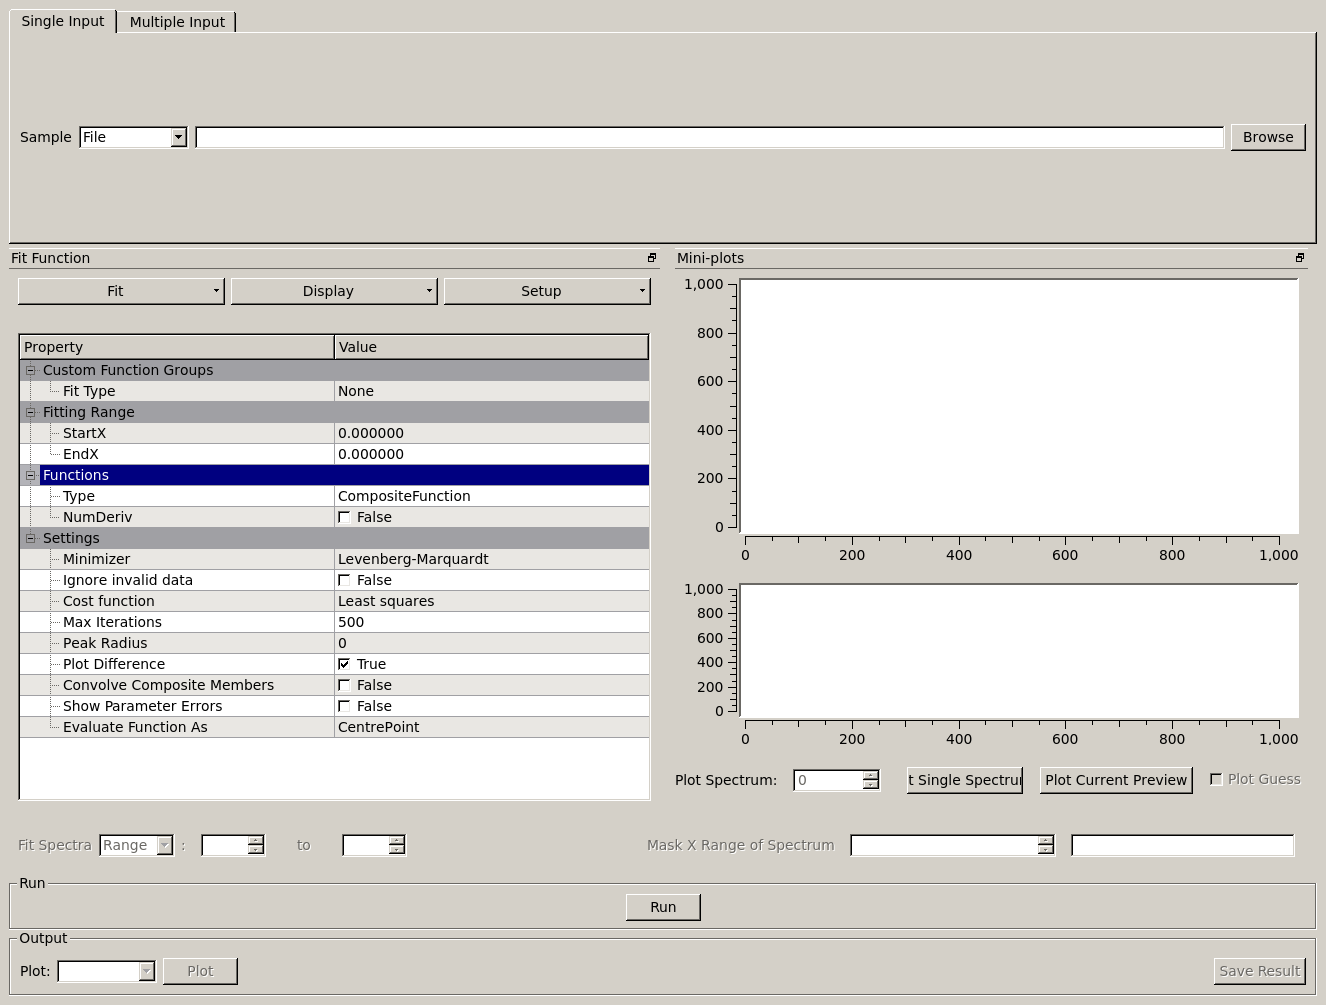 Single Input Multiple Input
Sample File Browse
Fit Function
Fit Display Setup
Property Value
Custom Function Groups
Fit Type None
Fitting Range
StartX 0.000000
EndX 0.000000
Functions
Type CompositeFunction
NumDeriv False
Settings
Minimizer Levenberg-Marquardt
Ignore invalid data False
Cost function Least squares
Max Iterations 500
Peak Radius 0
Plot Difference True
Convolve Composite Members False
Show Parameter Errors False
Evaluate Function As CentrePoint
Mini-plots
1,000
800
600
400
200
0
0 200 400 600 800 1,000
1,000
800
600
400
200
0
0 200 400 600 800 1,000
Plot Spectrum: 0 t Single Spectru Plot Current Preview Plot Guess
Fit Spectra Range : to Mask X Range of Spectrum
Run
Run
Output
Plot: Plot Save Result